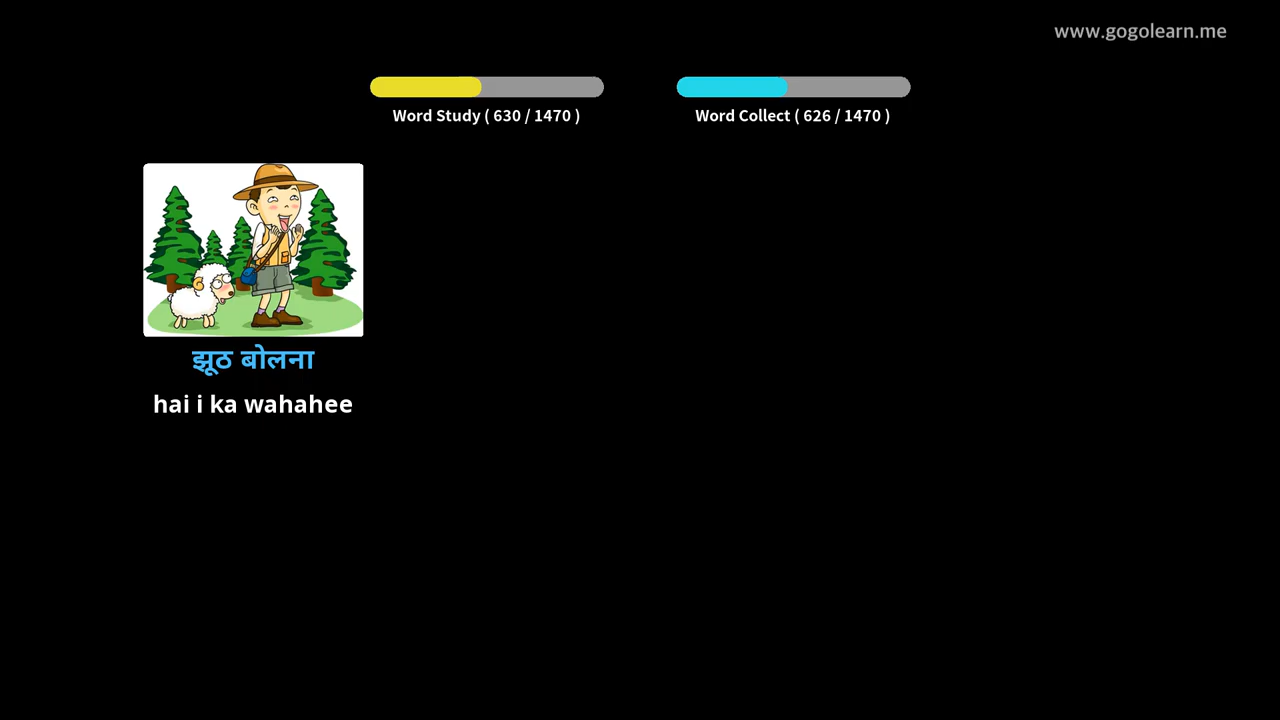 www.gogolearn.me
Word Study ( 630 / 1470 )
Word Collect ( 626 / 1470 )
झूठ बोलना
hai i ka wahahee